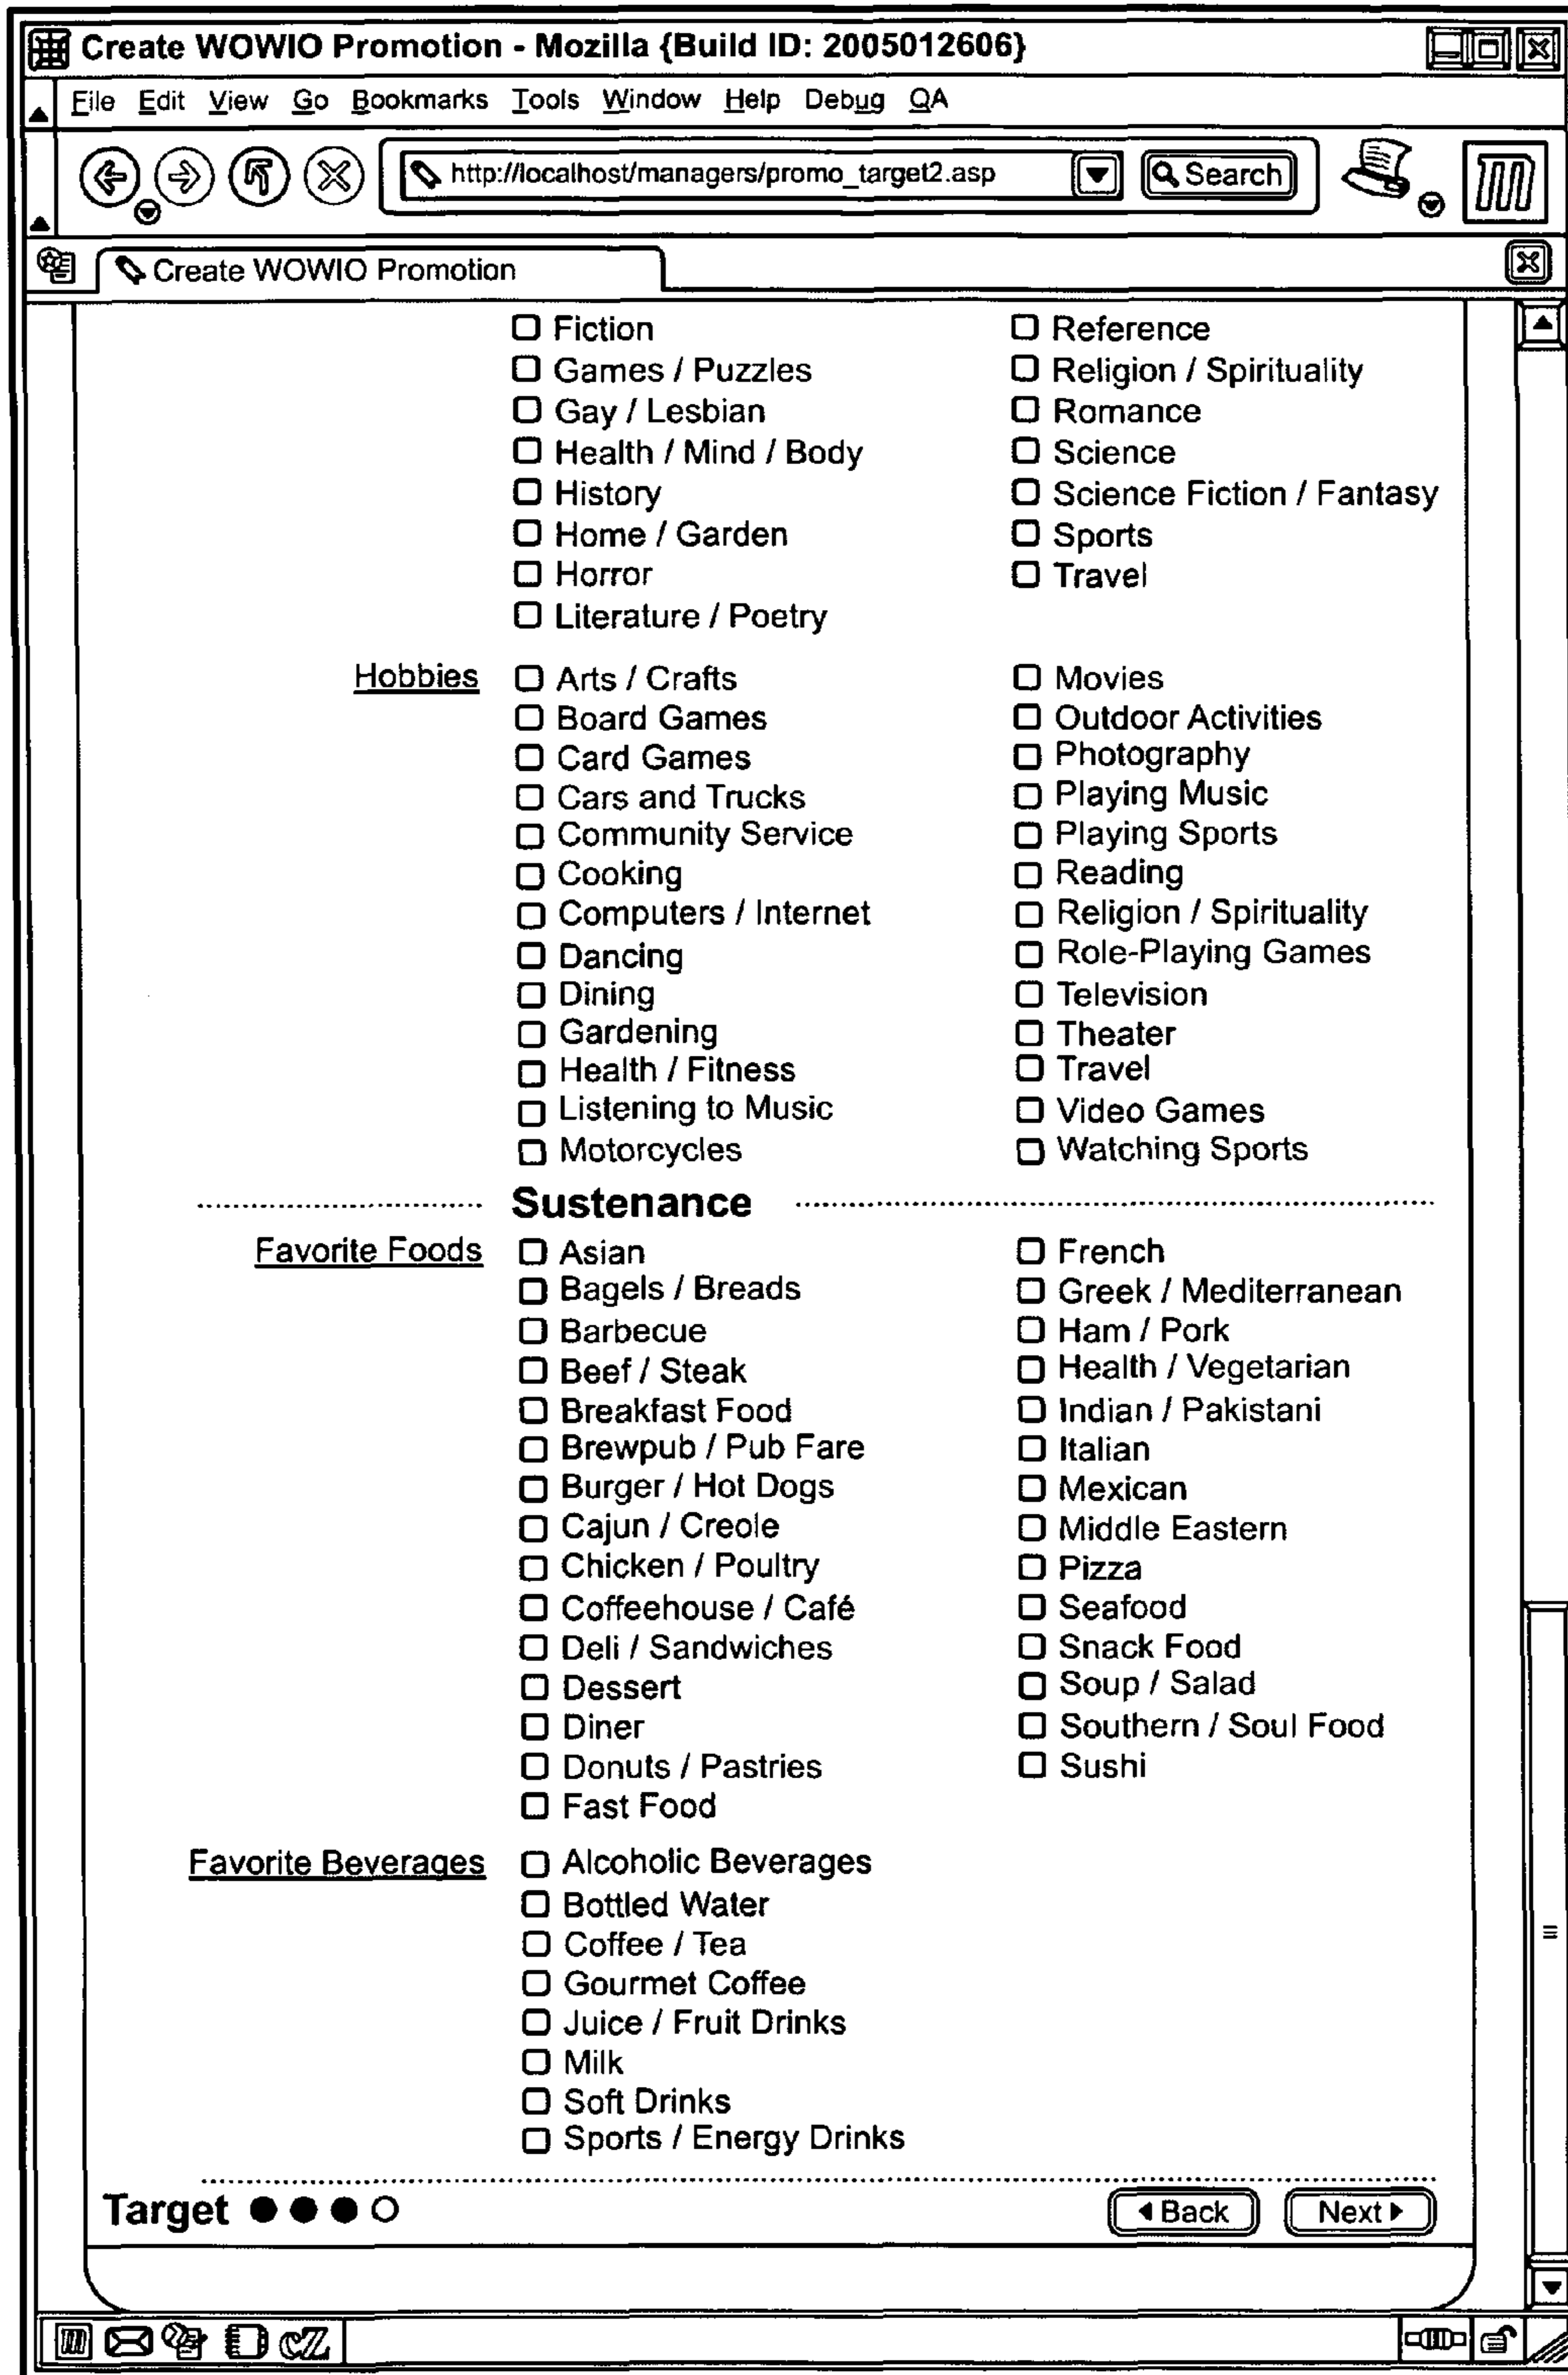 Create WOWIO Promotion - Mozilla {Build ID: 2005012606}
File Edit View Go Bookmarks Tools Window Help Debug QA
http://localhost/managers/promo_target2.asp Search
Create WOWIO Promotion
Fiction Reference
Games / Puzzles Religion / Spirituality
Gay / Lesbian Romance
Health / Mind / Body Science
History Science Fiction / Fantasy
Home / Garden Sports
Horror Travel
Literature / Poetry
Hobbies Arts / Crafts Movies
Board Games Outdoor Activities
Card Games Photography
Cars and Trucks Playing Music
Community Service Playing Sports
Cooking Reading
Computers / Internet Religion / Spirituality
Dancing Role-Playing Games
Dining Television
Gardening Theater
Health / Fitness Travel
Listening to Music Video Games
Motorcycles Watching Sports
Sustenance
Favorite Foods Asian French
Bagels / Breads Greek / Mediterranean
Barbecue Ham / Pork
Beef / Steak Health / Vegetarian
Breakfast Food Indian / Pakistani
Brewpub / Pub Fare Italian
Burger / Hot Dogs Mexican
Cajun / Creole Middle Eastern
Chicken / Poultry Pizza
Coffeehouse / Café Seafood
Deli / Sandwiches Snack Food
Dessert Soup / Salad
Diner Southern / Soul Food
Donuts / Pastries Sushi
Fast Food
Favorite Beverages Alcoholic Beverages
Bottled Water
Coffee / Tea
Gourmet Coffee
Juice / Fruit Drinks
Milk
Soft Drinks
Sports / Energy Drinks
Target Back Next
cZ